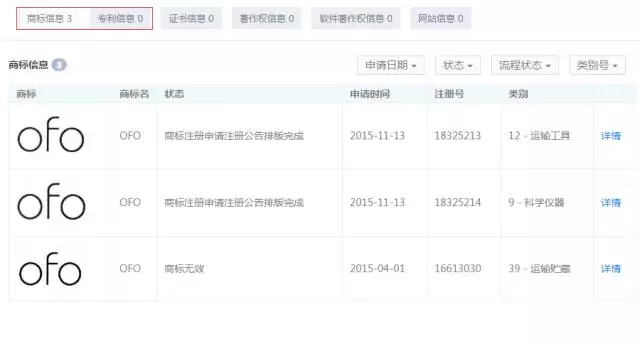 商标信息 3 专利信息 0 证书信息 0 著作权信息 0 软件著作权信息 0 网站信息 0
商标信息 3 申请日期 状态 流程状态 类别号
商标 商标名 状态 申请时间 注册号 类别
ofo OFO 商标注册申请注册公告排版完成 2015-11-13 18325213 12 - 运输工具 详情
ofo OFO 商标注册申请注册公告排版完成 2015-11-13 18325214 9 - 科学仪器 详情
ofo OFO 商标无效 2015-04-01 16613030 39 - 运输贮藏 详情